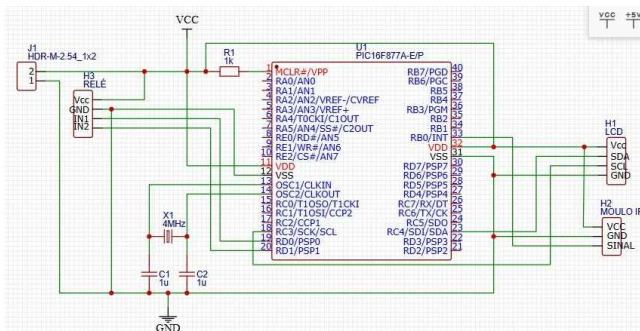 VCC
VCC
+5V
J1
HDR-M-2.54_1x2
2
1
H3
RELÉ
Vcc
GND
IN1
IN2
R1
1k
U1
PIC16F877A-E/P
1 MCLR#/VPP
2 RA0/AN0
3 RA1/AN1
4 RA2/AN2/VREF-/CVREF
5 RA3/AN3/VREF+
6 RA4/T0CKI/C1OUT
7 RA5/AN4/SS#/C2OUT
8 RE0/RD#/AN5
9 RE1/WR#/AN6
10 RE2/CS#/AN7
11 VDD
12 VSS
13 OSC1/CLKIN
14 OSC2/CLKOUT
15 RC0/T1OSO/T1CKI
16 RC1/T1OSI/CCP2
17 RC2/CCP1
18 RC3/SCK/SCL
19 RD0/PSP0
20 RD1/PSP1
RB7/PGD 40
RB6/PGC 39
RB5 38
RB4 37
RB3/PGM 36
RB2 35
RB1 34
RB0/INT 33
VDD 32
VSS 31
RD7/PSP7 30
RD6/PSP6 29
RD5/PSP5 28
RD4/PSP4 27
RC7/RX/DT 26
RC6/TX/CK 25
RC5/SDO 24
RC4/SDI/SDA 23
RD3/PSP3 22
RD2/PSP2 21
H1
LCD
Vcc
SDA
SCL
GND
H2
MOULO IR
VCC
GND
SINAL
X1
4MHz
C1
1u
C2
1u
GND